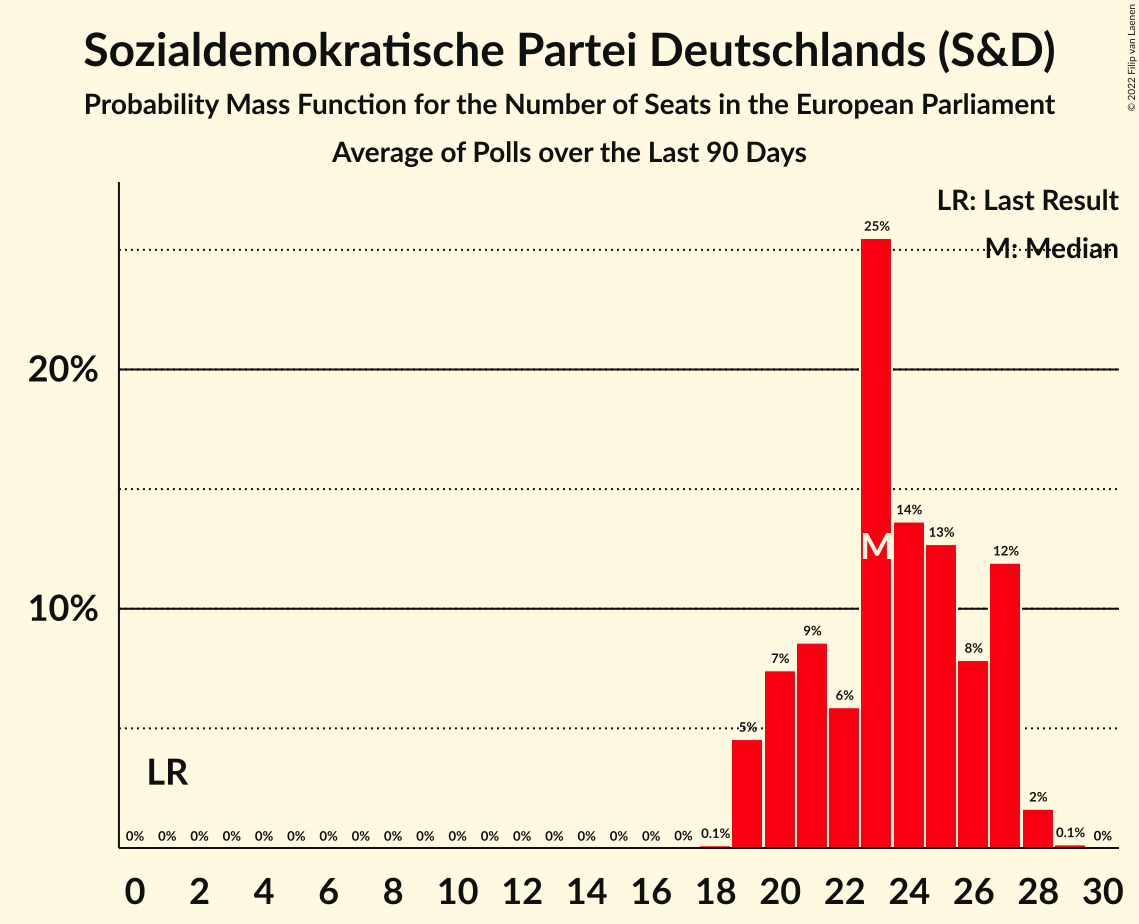 Sozialdemokratische Partei Deutschlands (S&D)
Probability Mass Function for the Number of Seats in the European Parliament
Average of Polls over the Last 90 Days
© 2022 Filip van Laenen
LR: Last Result
M: Median
25%
20%
14%
13%
M
12%
10%
9%
8%
7%
6%
5%
LR
2%
0% 0% 0% 0% 0% 0% 0% 0% 0% 0% 0% 0% 0% 0% 0% 0% 0% 0% 0.1% 0.1% 0%
0 2 4 6 8 10 12 14 16 18 20 22 24 26 28 30